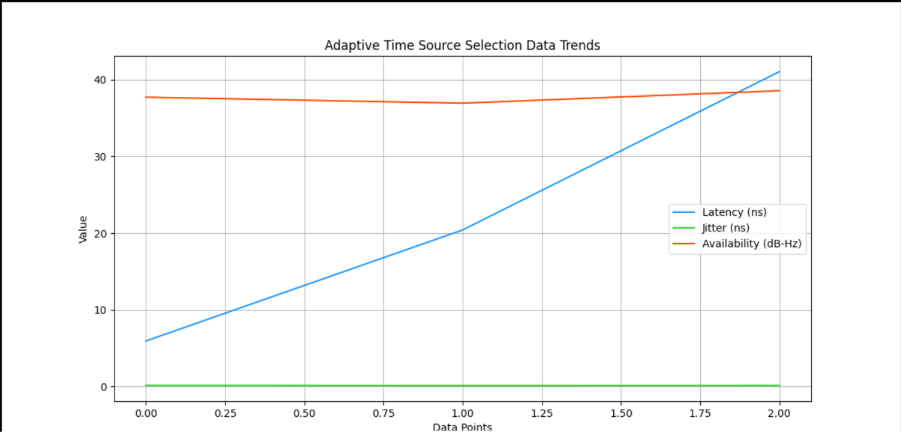 Adaptive Time Source Selection Data Trends
40
30
20
10
0
Value
Latency (ns)
Jitter (ns)
Availability (dB-Hz)
0.00 0.25 0.50 0.75 1.00 1.25 1.50 1.75 2.00
Data Points